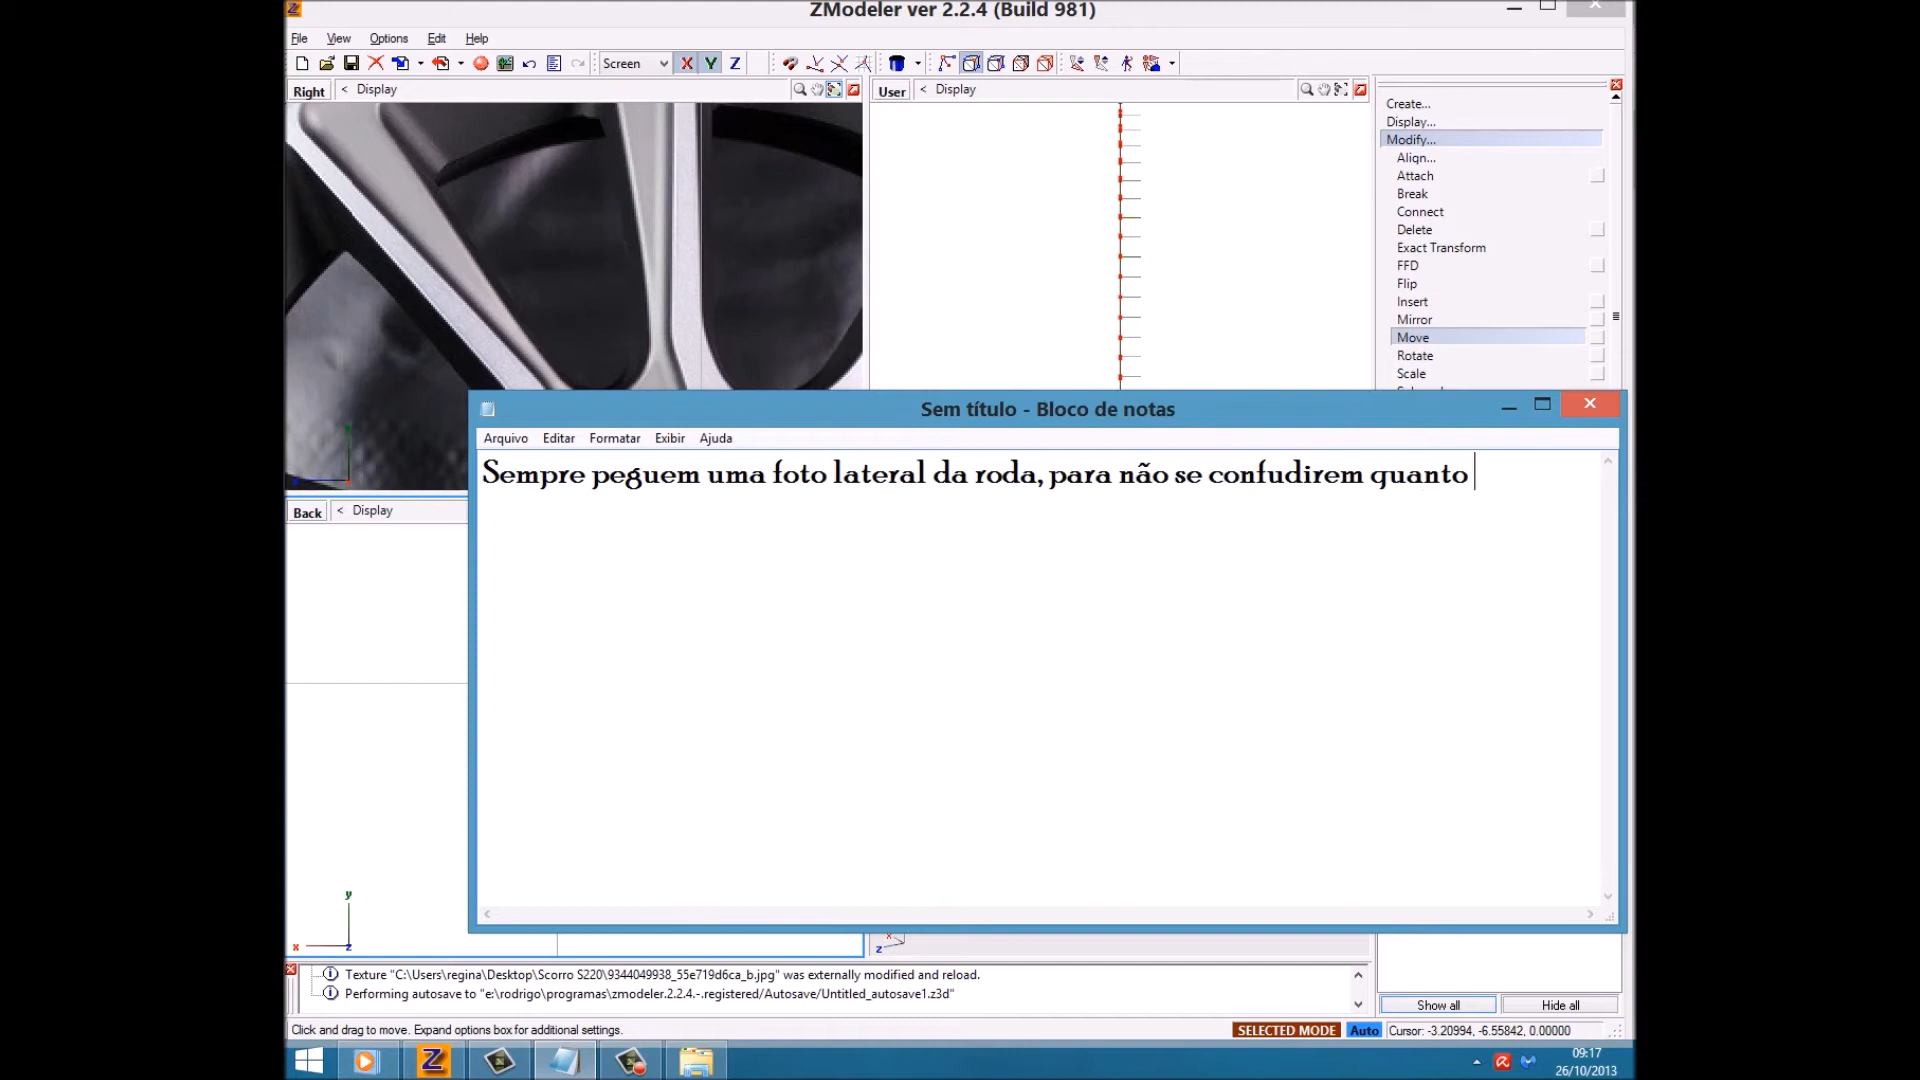 ZModeler ver 2.2.4 (Build 981)
File View Options Edit Help
Screen X Y Z
Right < Display
User < Display
Create...
Display...
Modify...
Align...
Attach
Break
Connect
Delete
Exact Transform
FFD
Flip
Insert
Mirror
Move
Rotate
Scale
Sem título - Bloco de notas
Arquivo Editar Formatar Exibir Ajuda
Sempre peguem uma foto lateral da roda, para não se confudirem quanto
Back < Display
y
x z
x
z
Texture "C:\Users\regina\Desktop\Scorro S220\9344049938_55e719d6ca_b.jpg" was externally modified and reload.
Performing autosave to "e:\rodrigo\programas\zmodeler.2.2.4.-.registered/Autosave/Untitled_autosave1.z3d"
Show all Hide all
Click and drag to move. Expand options box for additional settings.
SELECTED MODE Auto Cursor: -3.20994, -6.55842, 0.00000
09:17
26/10/2013